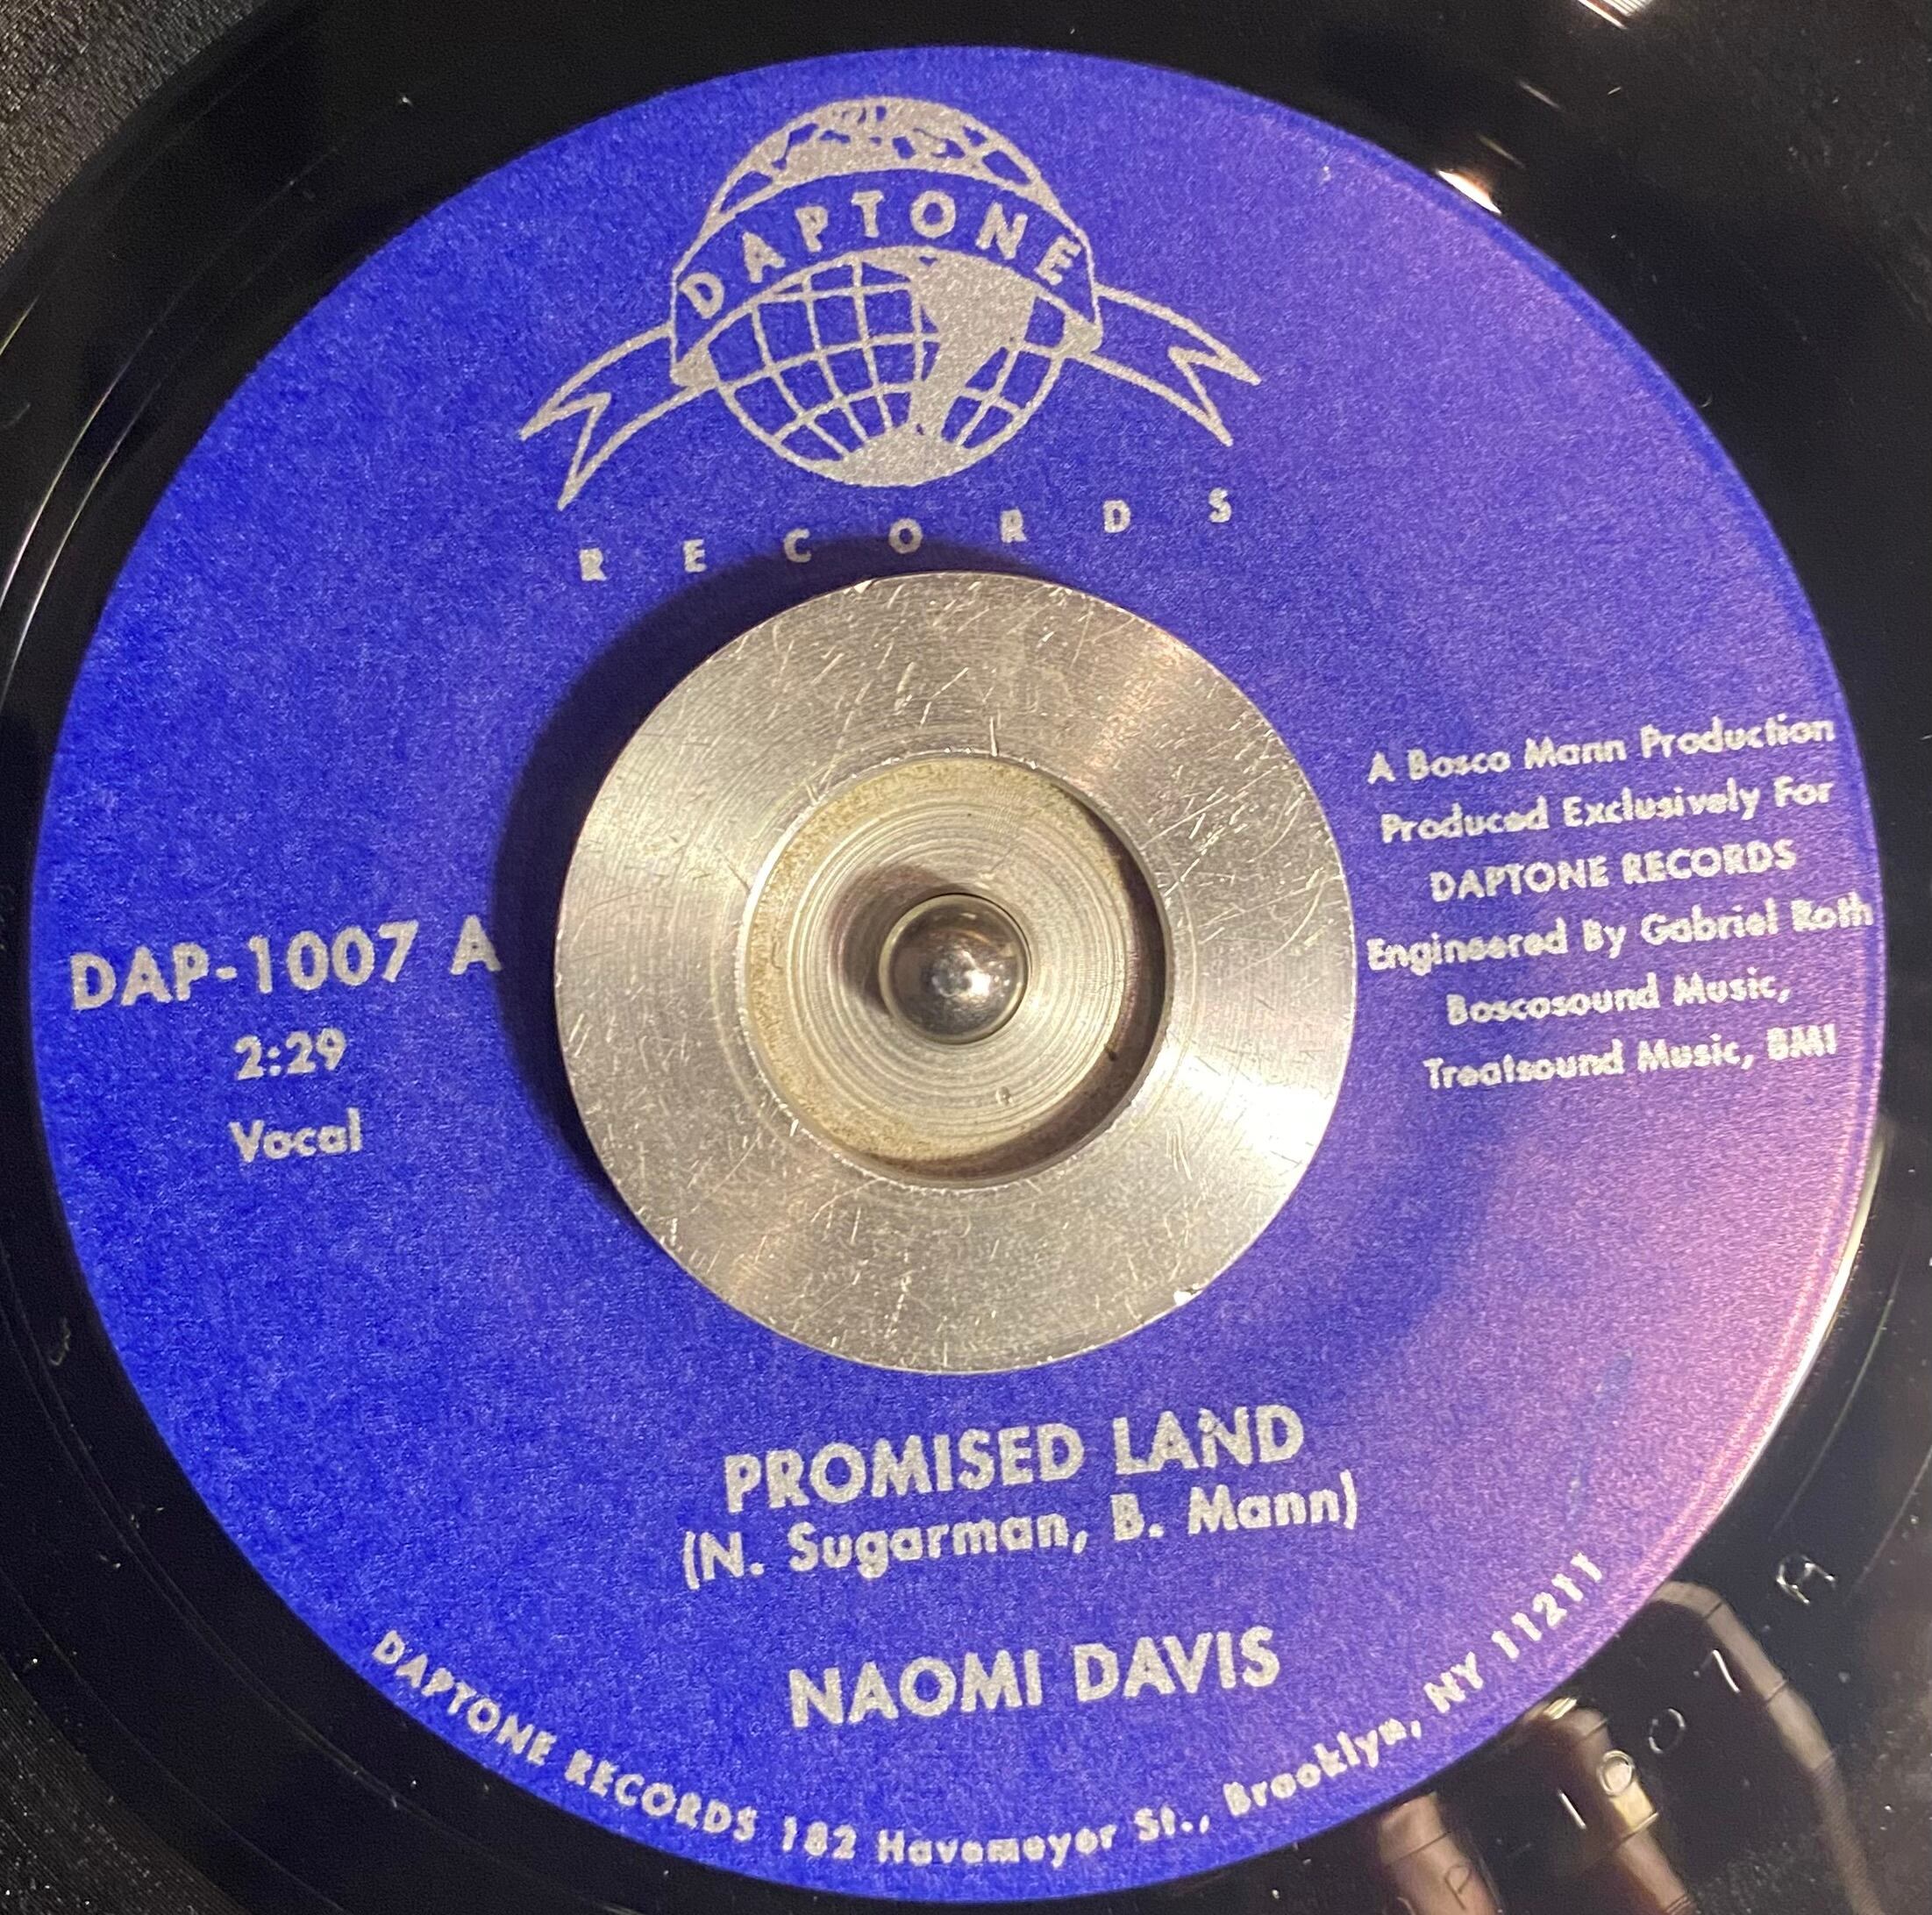 DAPTONE
RECORDS
DAP-1007 A
2:29
Vocal
A Bosco Mann Production
Produced Exclusively For
DAPTONE RECORDS
Engineered By Gabriel Roth
Boscosound Music,
Treatsound Music, BMI
PROMISED LAND
(N. Sugarman, B. Mann)
NAOMI DAVIS
DAPTONE RECORDS 182 Havemeyer St., Brooklyn, NY 11211
P-1007 A